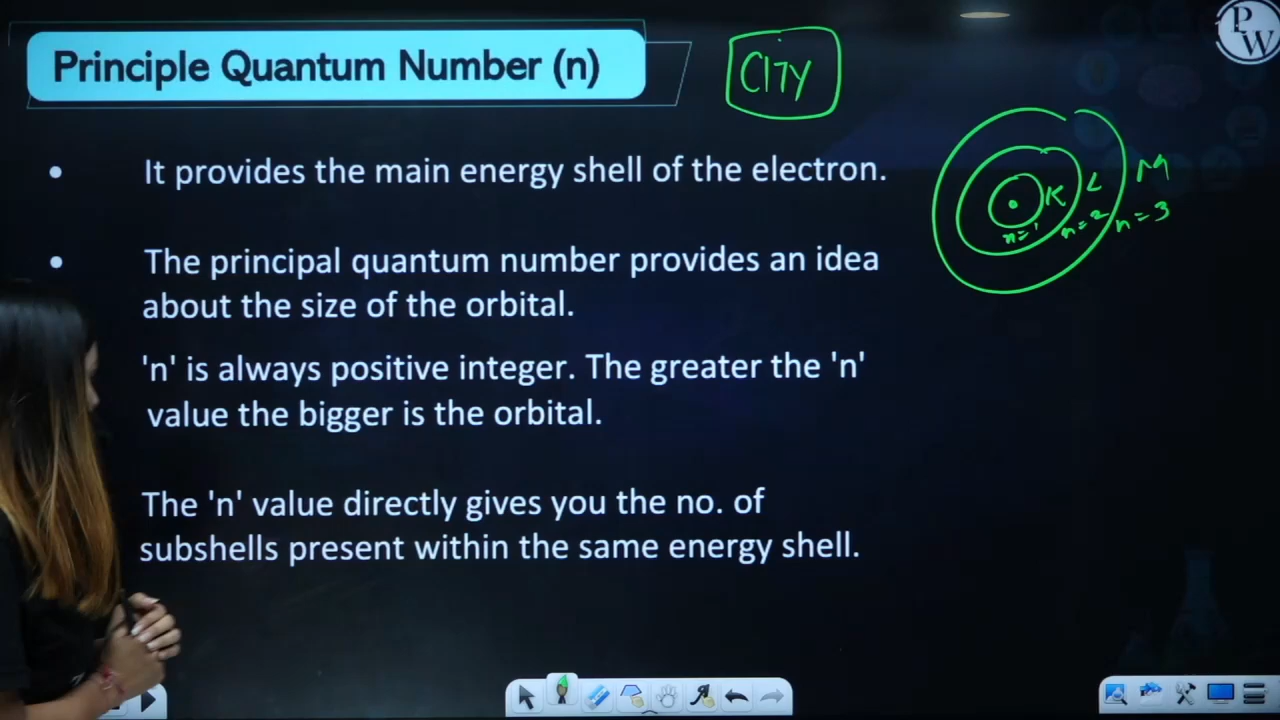 Principle Quantum Number (n)
CITY
PW
• It provides the main energy shell of the electron.
• The principal quantum number provides an idea
about the size of the orbital.
'n' is always positive integer. The greater the 'n'
value the bigger is the orbital.
The 'n' value directly gives you the no. of
subshells present within the same energy shell.
K L M
n=1 n=2 n=3